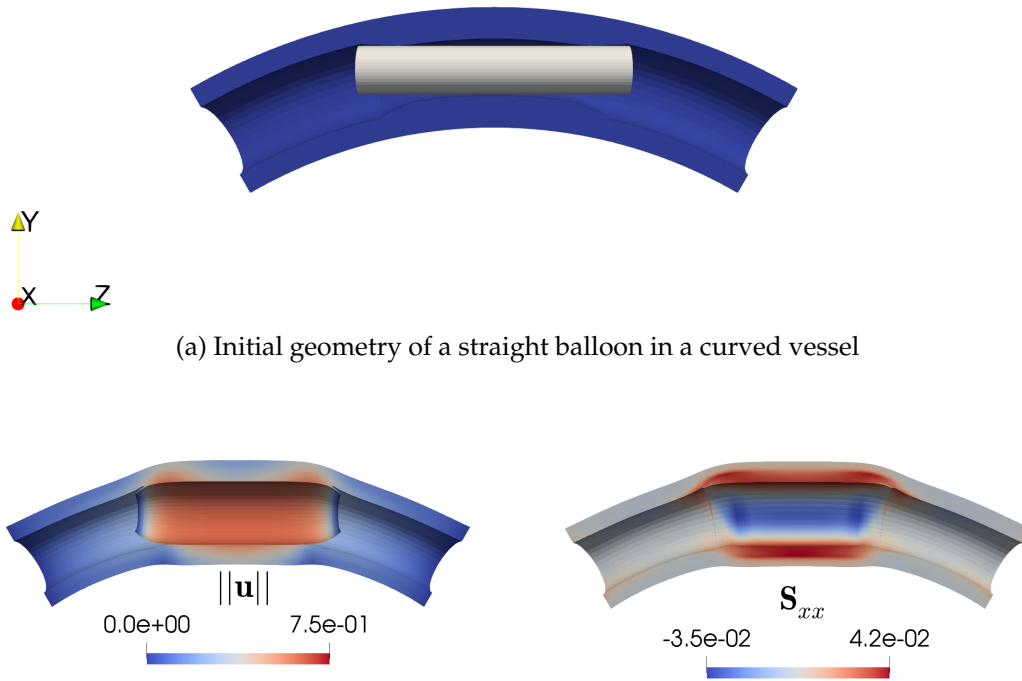 Y
X
Z
(a) Initial geometry of a straight balloon in a curved vessel
||u||
0.0e+00 7.5e-01
S_xx
-3.5e-02 4.2e-02